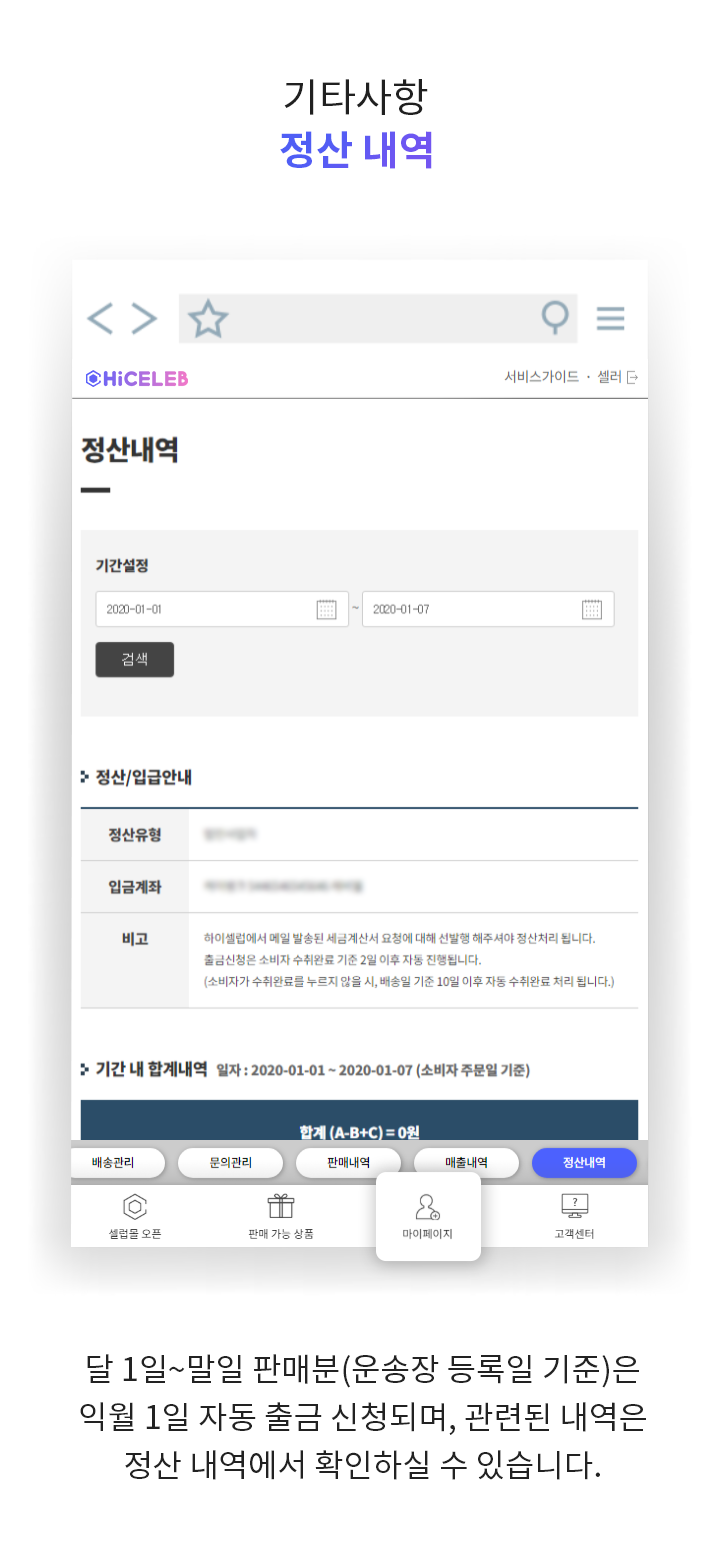 기타사항
정산 내역
HiCELEB
서비스가이드 · 셀러
정산내역
기간설정
2020-01-01 ~ 2020-01-07
검색
정산/입급안내
정산유형
입금계좌
비고
하이셀럽에서 메일 발송된 세금계산서 요청에 대해 선발행 해주셔야 정산처리 됩니다.
출금신청은 소비자 수취완료 기준 2일 이후 자동 진행됩니다.
(소비자가 수취완료를 누르지 않을 시, 배송일 기준 10일 이후 자동 수취완료 처리 됩니다.)
기간 내 합계내역 일자 : 2020-01-01 ~ 2020-01-07 (소비자 주문일 기준)
합계 (A-B+C) = 0원
배송관리 문의관리 판매내역 매출내역 정산내역
셀럽몰 오픈 판매 가능 상품 마이페이지 고객센터
달 1일~말일 판매분(운송장 등록일 기준)은
익월 1일 자동 출금 신청되며, 관련된 내역은
정산 내역에서 확인하실 수 있습니다.